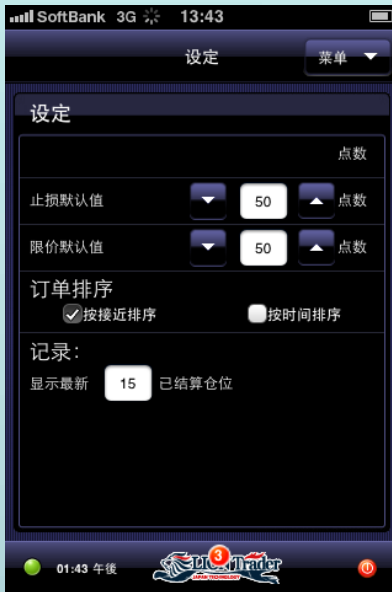 SoftBank 3G 13:43
设定 菜单
设定
点数
止损默认值 50 点数
限价默认值 50 点数
订单排序
按接近排序 按时间排序
记录:
显示最新 15 已结算仓位
01:43 午後 LION Trader 3
JAPAN TECHNOLOGY